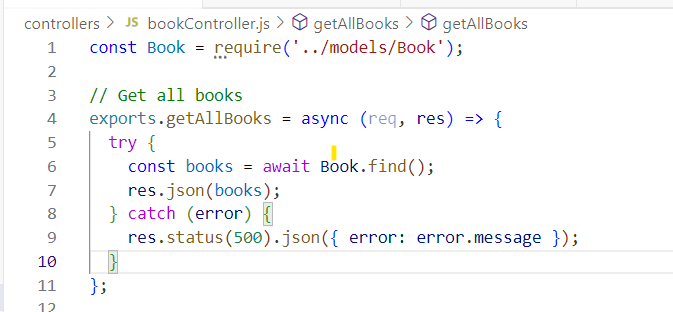 controllers > JS bookController.js > getAllBooks > getAllBooks
1 const Book = require('../models/Book');
2
3 // Get all books
4 exports.getAllBooks = async (req, res) => {
5 try {
6 const books = await Book.find();
7 res.json(books);
8 } catch (error) {
9 res.status(500).json({ error: error.message });
10 }
11 };
12